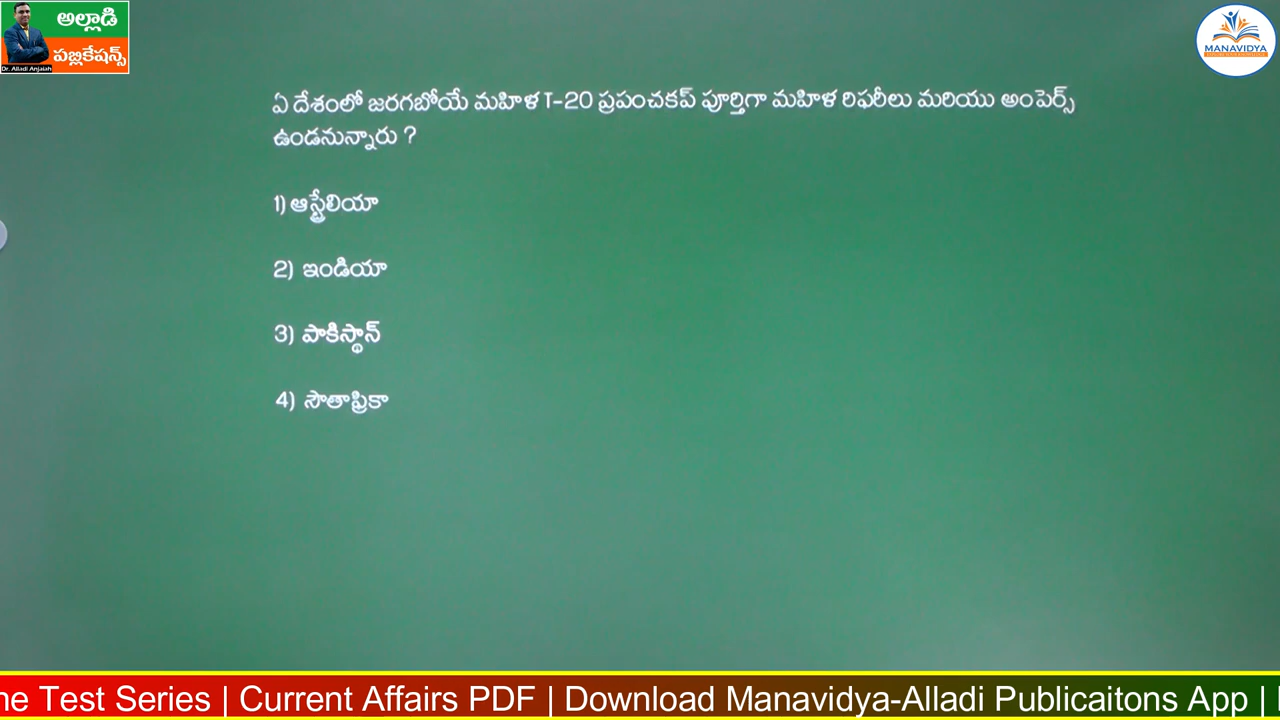 అల్లాడి
పబ్లికేషన్స్
Dr. Alladi Anjaiah
MANAVIDYA
ఏ దేశంలో జరగబోయే మహిళ T-20 ప్రపంచకప్ పూర్తిగా మహిళ రిఫరీలు మరియు అంపైర్స్
ఉండనున్నారు ?
1) ఆస్ట్రేలియా
2) ఇండియా
3) పాకిస్థాన్
4) సౌతాఫ్రికా
ne Test Series | Current Affairs PDF | Download Manavidya-Alladi Publicaitons App |